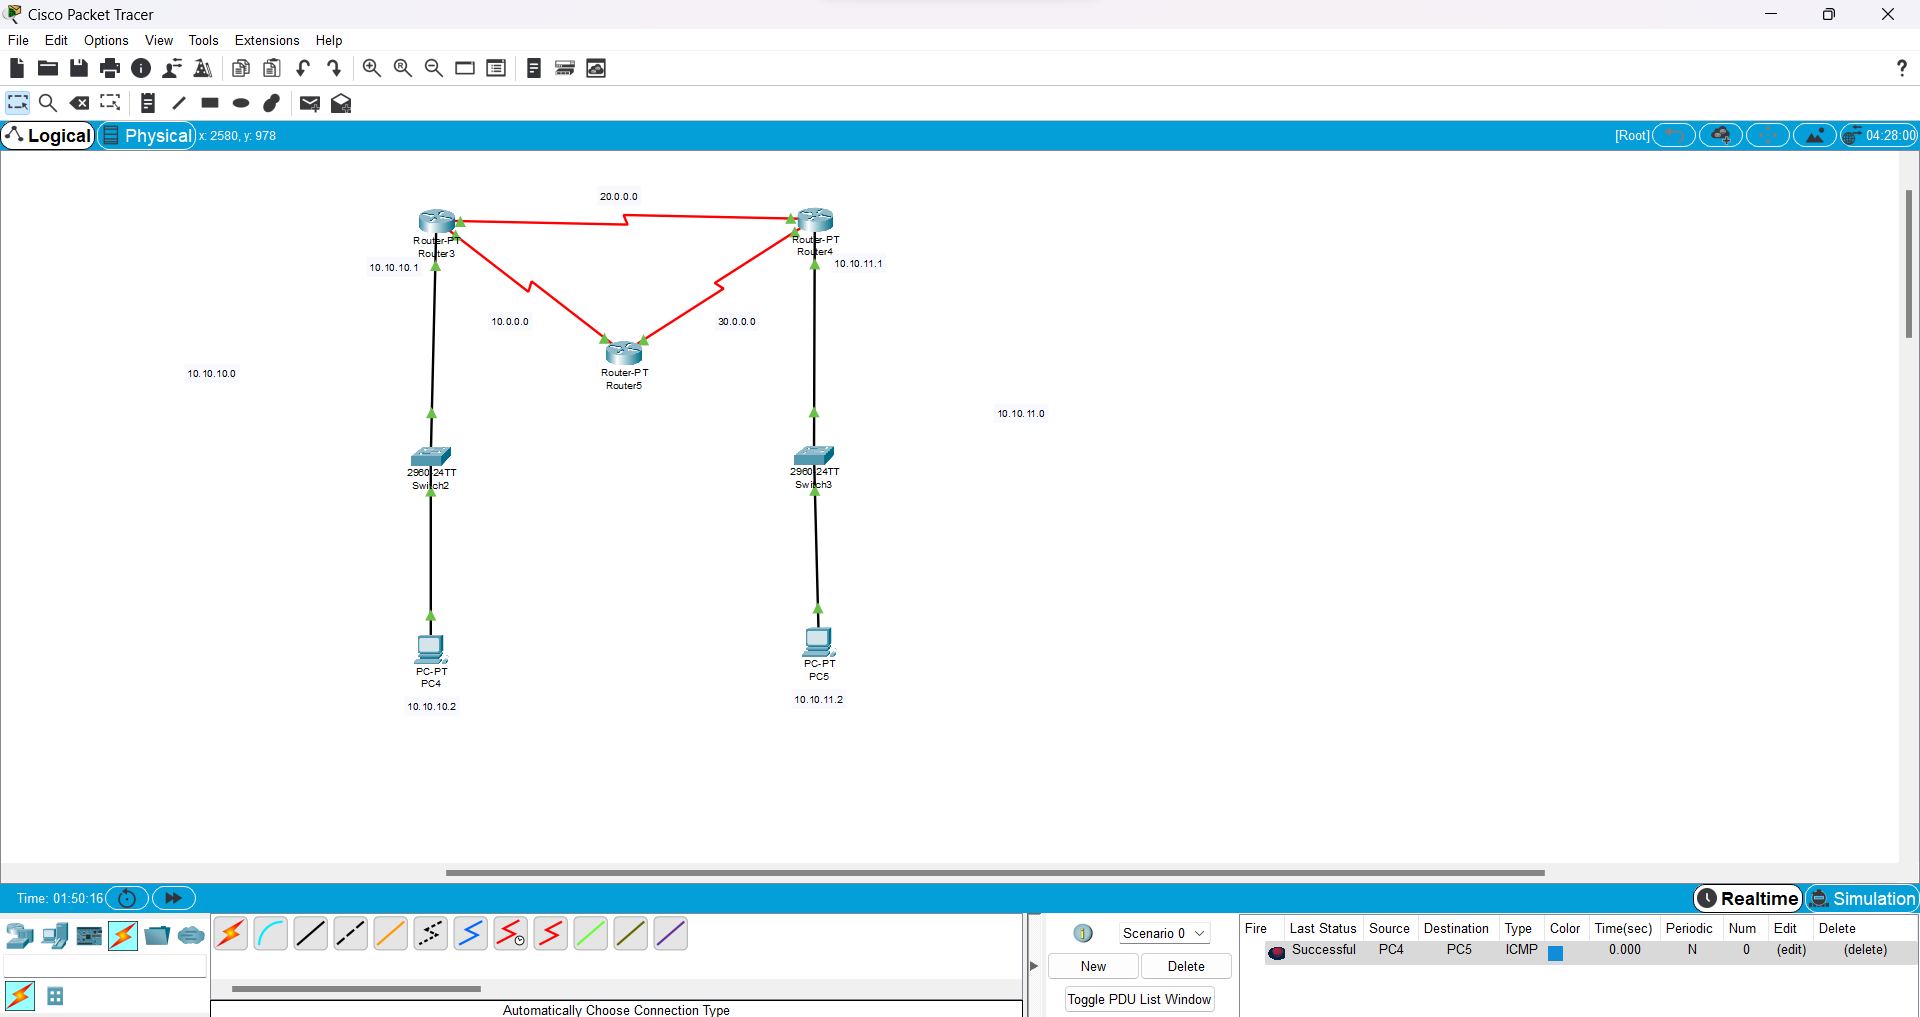 Cisco Packet Tracer
File Edit Options View Tools Extensions Help
?
Logical Physical x: 2580, y: 978 [Root] 04:28:00
20.0.0.0
Router-PT
Router3
Router-PT
Router4
10.10.10.1
10.10.11.1
10.0.0.0
30.0.0.0
Router-PT
Router5
10.10.10.0
10.10.11.0
2960-24TT
Switch2
2960-24TT
Switch3
PC-PT
PC4
PC-PT
PC5
10.10.10.2
10.10.11.2
Time: 01:50:16 Realtime Simulation
Scenario 0
New Delete
Toggle PDU List Window
Fire Last Status Source Destination Type Color Time(sec) Periodic Num Edit Delete
Successful PC4 PC5 ICMP 0.000 N 0 (edit) (delete)
Automatically Choose Connection Type